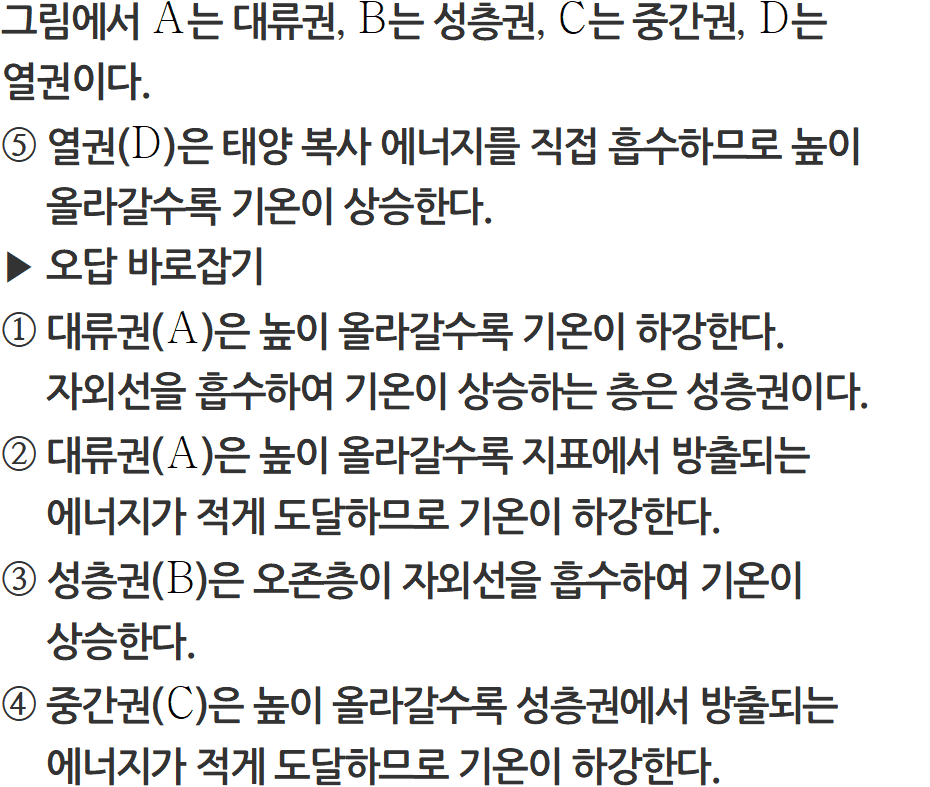 그림에서 A는 대류권, B는 성층권, C는 중간권, D는
열권이다.
⑤ 열권(D)은 태양 복사 에너지를 직접 흡수하므로 높이
올라갈수록 기온이 상승한다.
▶ 오답 바로잡기
① 대류권(A)은 높이 올라갈수록 기온이 하강한다.
자외선을 흡수하여 기온이 상승하는 층은 성층권이다.
② 대류권(A)은 높이 올라갈수록 지표에서 방출되는
에너지가 적게 도달하므로 기온이 하강한다.
③ 성층권(B)은 오존층이 자외선을 흡수하여 기온이
상승한다.
④ 중간권(C)은 높이 올라갈수록 성층권에서 방출되는
에너지가 적게 도달하므로 기온이 하강한다.